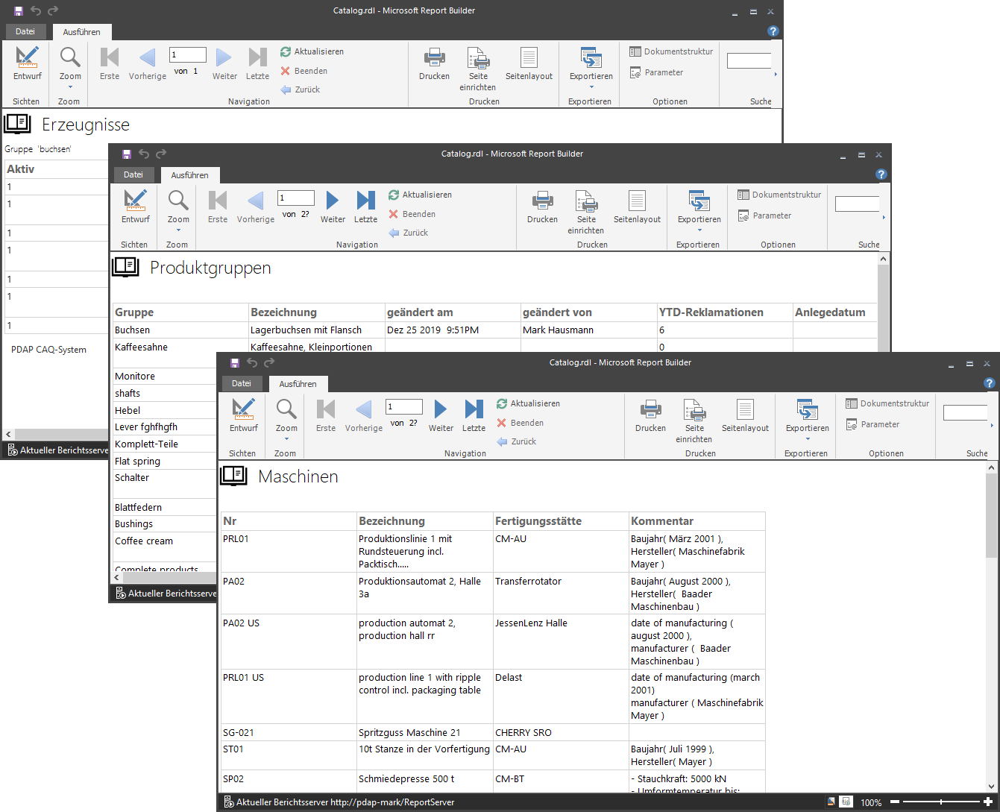 Catalog.rdl - Microsoft Report Builder
Datei
Ausführen
Entwurf
Sichten
Zoom
Zoom
Erste
Vorherige
1
von 1
Weiter
Letzte
Aktualisieren
Beenden
Zurück
Navigation
Drucken
Seite
einrichten
Seitenlayout
Drucken
Exportieren
Exportieren
Dokumentstruktur
Parameter
Optionen
Suche
Erzeugnisse
Gruppe 'buchsen'
Aktiv
1
1
1
1
1
1
1
PDAP CAQ-System
Aktueller Berichtsserve
Catalog.rdl - Microsoft Report Builder
Datei
Ausführen
Entwurf
Sichten
Zoom
Zoom
Erste
Vorherige
1
von 2?
Weiter
Letzte
Aktualisieren
Beenden
Zurück
Navigation
Drucken
Seite
einrichten
Seitenlayout
Drucken
Exportieren
Exportieren
Dokumentstruktur
Parameter
Optionen
Suche
Produktgruppen
Gruppe Bezeichnung geändert am geändert von YTD-Reklamationen Anlegedatum
Buchsen Lagerbuchsen mit Flansch Dez 25 2019 9:51PM Mark Hausmann 6
Kaffeesahne Kaffeesahne, Kleinportionen 0
Monitore
shafts
Hebel
Lever fghfhgfh
Komplett-Teile
Flat spring
Schalter
Blattfedern
Bushings
Coffee cream
Complete products
Aktueller Berichtsserve
Catalog.rdl - Microsoft Report Builder
Datei
Ausführen
Entwurf
Sichten
Zoom
Zoom
Erste
Vorherige
1
von 2?
Weiter
Letzte
Aktualisieren
Beenden
Zurück
Navigation
Drucken
Seite
einrichten
Seitenlayout
Drucken
Exportieren
Exportieren
Dokumentstruktur
Parameter
Optionen
Suche
Maschinen
Nr Bezeichnung Fertigungsstätte Kommentar
PRL01 Produktionslinie 1 mit CM-AU Baujahr( März 2001 ),
Rundsteuerung incl. Hersteller( Maschinefabrik
Packtisch..... Mayer )
PA02 Produktionsautomat 2, Halle Transferrotator Baujahr( August 2000 ),
3a Hersteller( Baader
Maschinenbau )
PA02 US production automat 2, JessenLenz Halle date of manufacturing (
production hall rr august 2000 ),
manufacturer ( Baader
Maschinenbau )
PRL01 US production line 1 with ripple Delast date of manufacturing (march
control incl. packaging table 2001)
manufacturer ( Maschinefabrik
Mayer )
SG-021 Spritzguss Maschine 21 CHERRY SRO
ST01 10t Stanze in der Vorfertigung CM-AU Baujahr( Juli 1999 ),
Hersteller( Mayer )
SP02 Schmiedepresse 500 t CM-BT - Stauchkraft: 5000 kN
- Umformtemperatur bis:
Aktueller Berichtsserver http://pdap-mark/ReportServer
100%